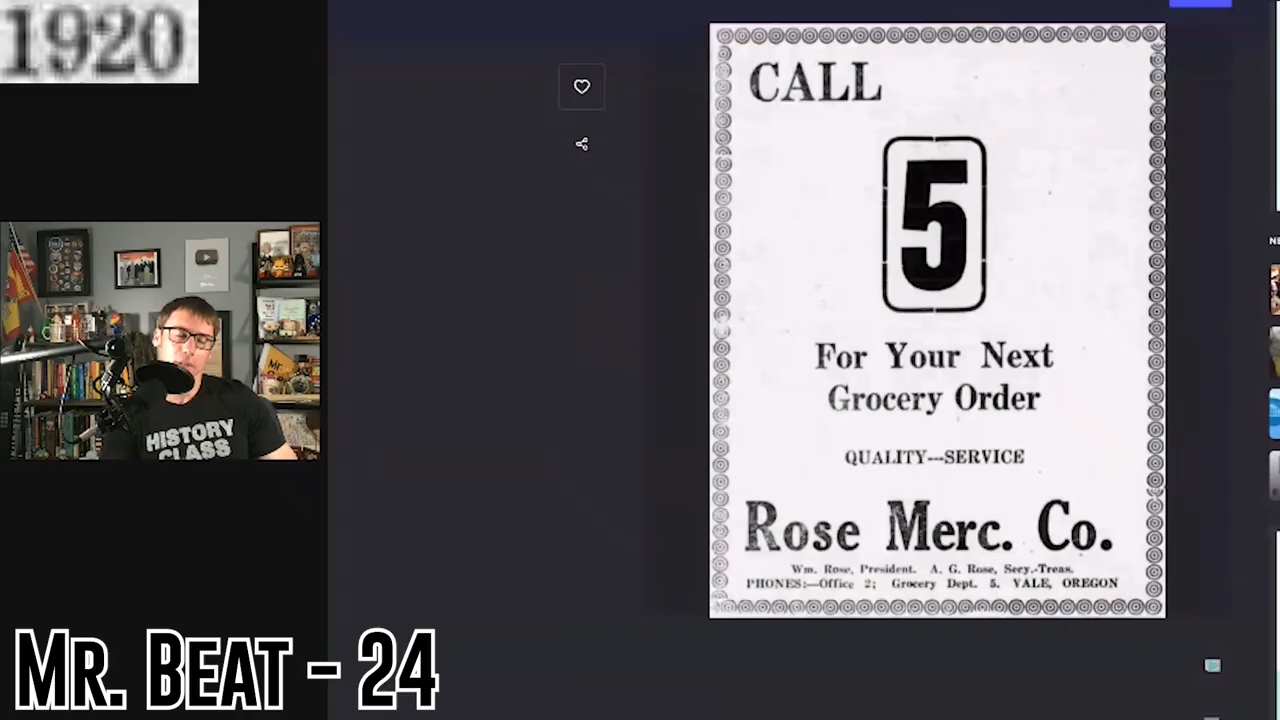 1920
CALL
5
For Your Next
Grocery Order
QUALITY---SERVICE
Rose Merc. Co.
Wm. Rose, President. A. G. Rose, Secy.-Treas.
PHONES:—Office 2; Grocery Dept. 5. VALE, OREGON
HISTORY
CLASS
MR. BEAT - 24